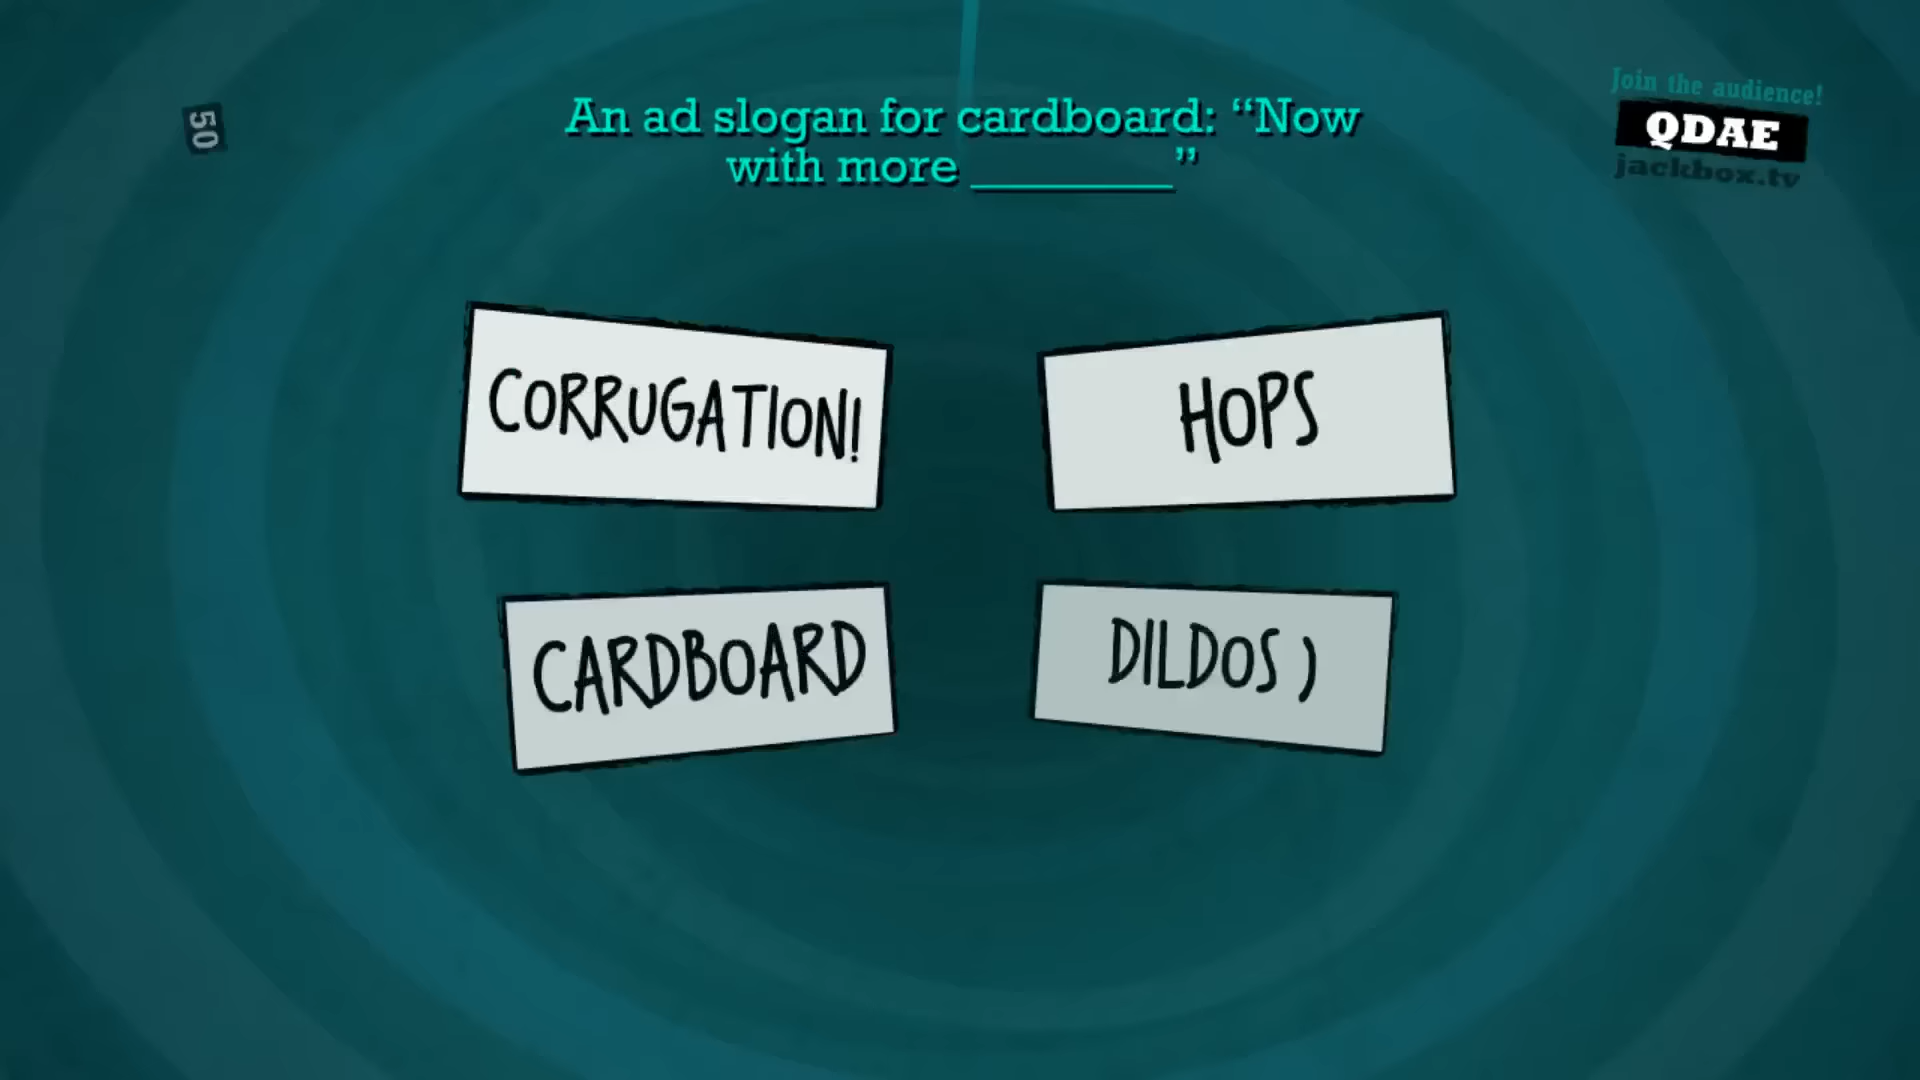 50
An ad slogan for cardboard: “Now
with more ________”
Join the audience!
QDAE
jackbox.tv
CORRUGATION!
HOPS
CARDBOARD
DILDOS )